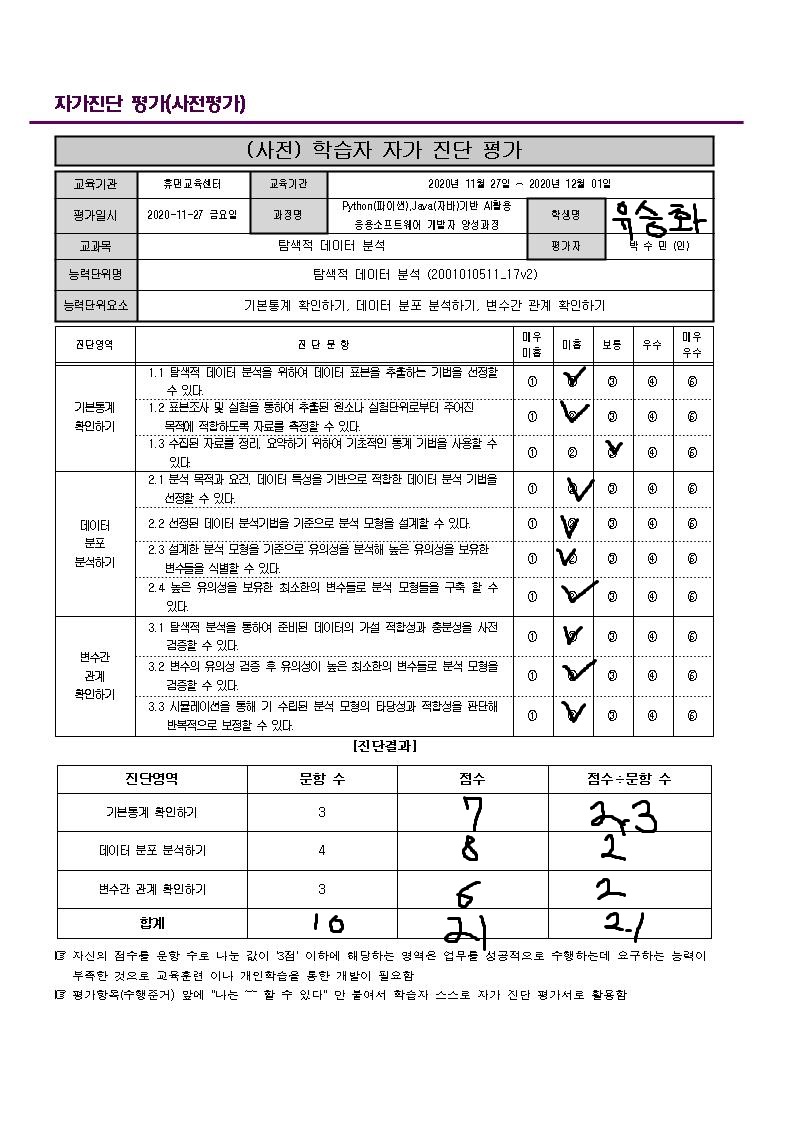 자가진단 평가(사전평가)
(사전) 학습자 자가 진단 평가
교육기관 휴먼교육센터 교육기관 2020년 11월 27일 ~ 2020년 12월 01일
평가일시 2020-11-27 금요일 과정명 Python(파이썬),Java(자바)기반 AI활용 응용소프트웨어 개발자 양성과정 학생명 유승화
교과목 탐색적 데이터 분석 평가자 박 수 민 (인)
능력단위명 탐색적 데이터 분석 (2001010511_17v2)
능력단위요소 기본통계 확인하기, 데이터 분포 분석하기, 변수간 관계 확인하기
진단영역 진 단 문 항 매우 미흡 미흡 보통 우수 매우 우수
기본통계 확인하기
1.1 탐색적 데이터 분석을 위하여 데이터 표본을 추출하는 기법을 선정할
수 있다. ① ② ③ ④ ⑤
1.2 표본조사 및 실험을 통하여 추출된 원소나 실험단위로부터 주어진
목적에 적합하도록 자료를 측정할 수 있다. ① ② ③ ④ ⑤
1.3 수집된 자료를 정리, 요약하기 위하여 기초적인 통계 기법을 사용할 수
있다. ① ② ③ ④ ⑤
데이터 분포 분석하기
2.1 분석 목적과 요건, 데이터 특성을 기반으로 적합한 데이터 분석 기법을
선정할 수 있다. ① ② ③ ④ ⑤
2.2 선정된 데이터 분석기법을 기준으로 분석 모형을 설계할 수 있다. ① ② ③ ④ ⑤
2.3 설계한 분석 모형을 기준으로 유의성을 분석해 높은 유의성을 보유한
변수들을 식별할 수 있다. ① ② ③ ④ ⑤
2.4 높은 유의성을 보유한 최소한의 변수들로 분석 모형들을 구축 할 수
있다. ① ② ③ ④ ⑤
변수간 관계 확인하기
3.1 탐색적 분석을 통하여 준비된 데이터의 가설 적합성과 충분성을 사전
검증할 수 있다. ① ② ③ ④ ⑤
3.2 변수의 유의성 검증 후 유의성이 높은 최소한의 변수들로 분석 모형을
검증할 수 있다. ① ② ③ ④ ⑤
3.3 시뮬레이션을 통해 기 수립된 분석 모형의 타당성과 적합성을 판단해
반복적으로 보정할 수 있다. ① ② ③ ④ ⑤
[진단결과]
진단영역 문항 수 점수 점수÷문항 수
기본통계 확인하기 3 7 2.3
데이터 분포 분석하기 4 8 2
변수간 관계 확인하기 3 6 2
합계 10 21 2.1
☞ 자신의 점수를 문항 수로 나눈 값이 '3점' 이하에 해당하는 영역은 업무를 성공적으로 수행하는데 요구하는 능력이
부족한 것으로 교육훈련 이나 개인학습을 통한 개발이 필요함
☞ 평가항목(수행준거) 앞에 "나는 ~~ 할 수 있다" 만 붙여서 학습자 스스로 자가 진단 평가서로 활용함